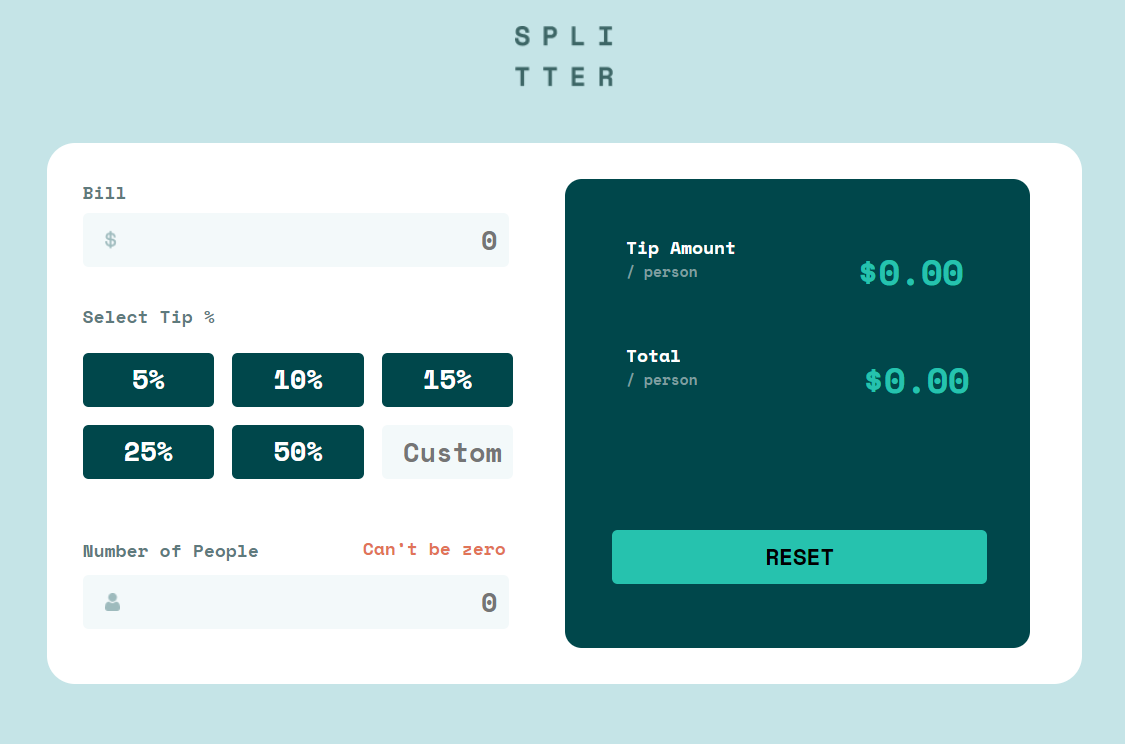 SPLI
TTER
Bill
$ 0
Select Tip %
5% 10% 15%
25% 50% Custom
Number of People Can't be zero
0
Tip Amount
/ person
$0.00
Total
/ person
$0.00
RESET